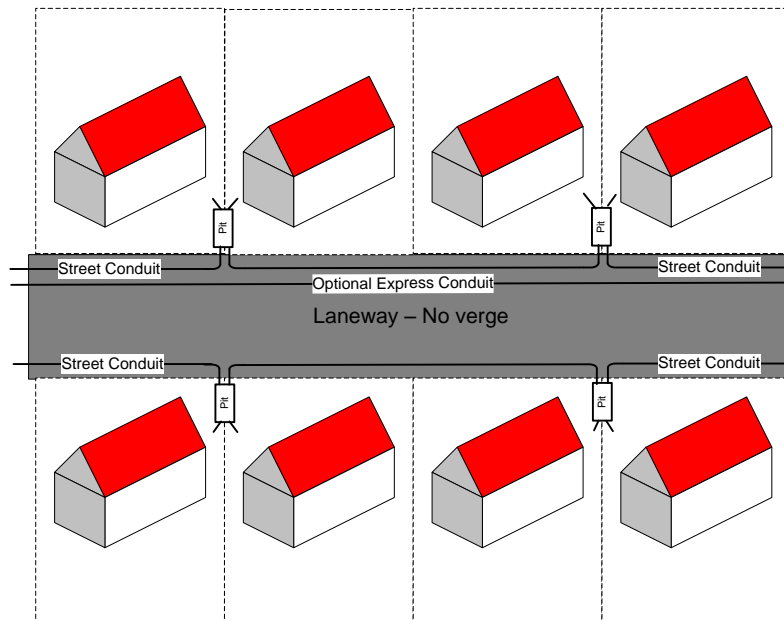 Pit
Pit
Street Conduit
Street Conduit
Optional Express Conduit
Laneway – No verge
Street Conduit
Street Conduit
Pit
Pit